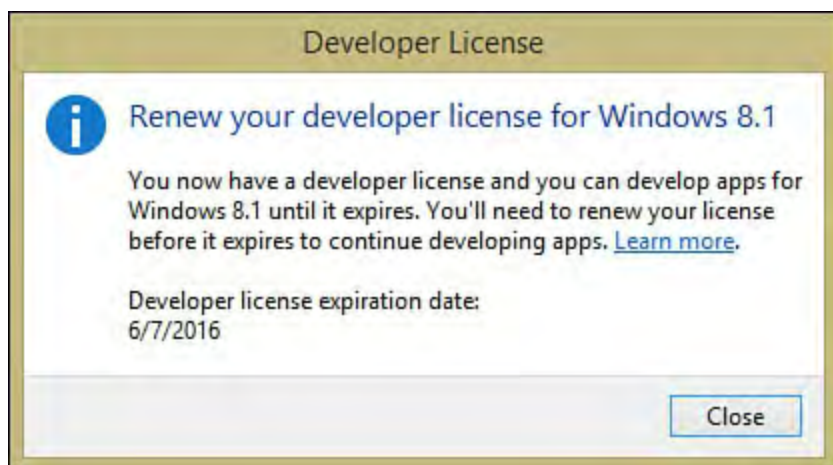 Developer License
Renew your developer license for Windows 8.1
You now have a developer license and you can develop apps for
Windows 8.1 until it expires. You'll need to renew your license
before it expires to continue developing apps. Learn more.
Developer license expiration date:
6/7/2016
Close